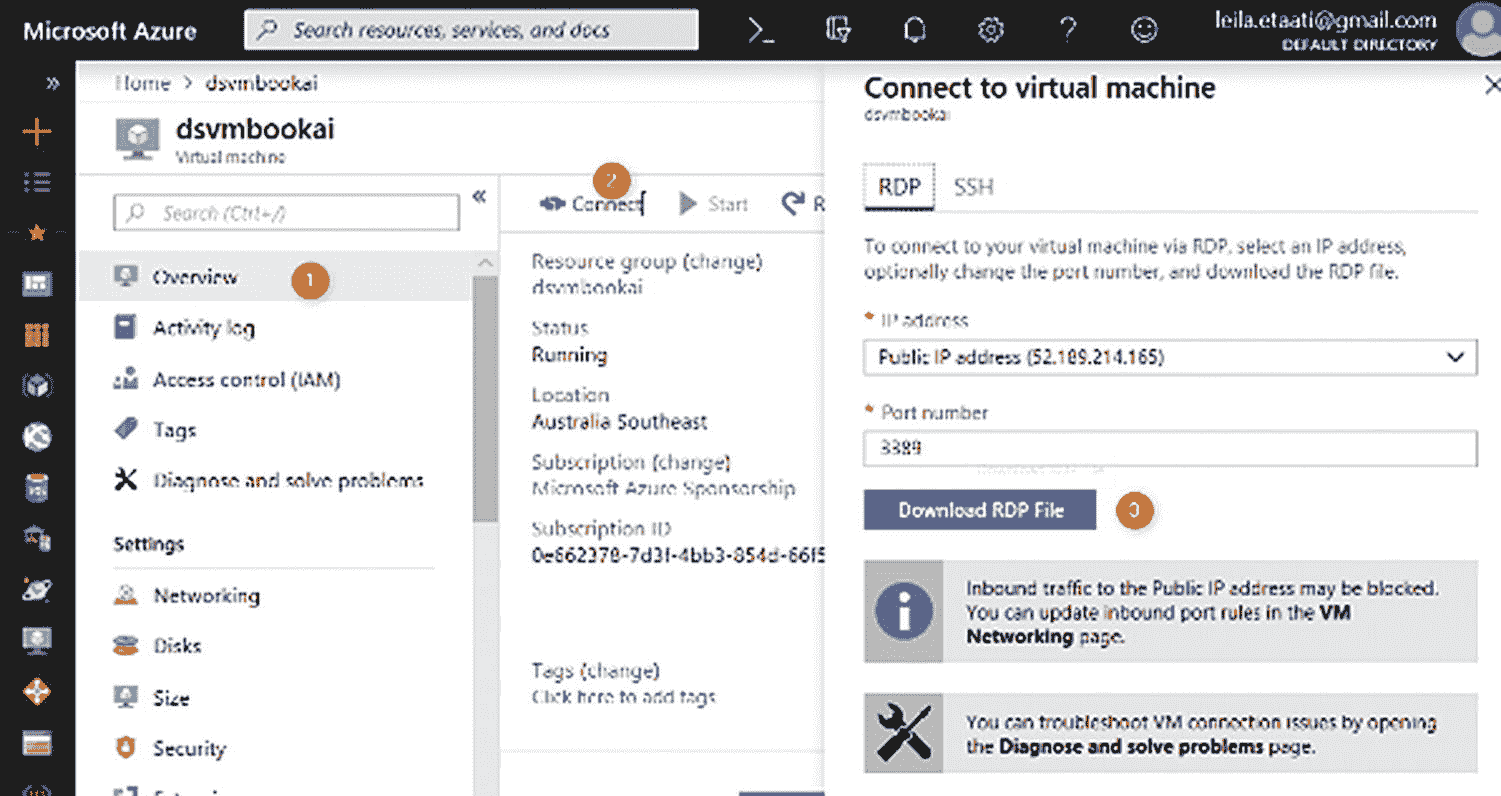 Microsoft Azure
Search resources, services, and docs
leila.etaati@gmail.com
DEFAULT DIRECTORY
Home > dsvmbookai
dsvmbookai
Virtual machine
Search (Ctrl+/)
Overview
1
Activity log
Access control (IAM)
Tags
Diagnose and solve problems
Settings
Networking
Disks
Size
Security
2
Connect
Start
R
Resource group (change)
dsvmbookai
Status
Running
Location
Australia Southeast
Subscription (change)
Microsoft Azure Sponsorship
Subscription ID
0e662378-7d3f-4bb3-854d-66f5
Tags (change)
Click here to add tags
Connect to virtual machine
dsvmbookai
RDP
SSH
To connect to your virtual machine via RDP, select an IP address,
optionally change the port number, and download the RDP file.
* IP address
Public IP address (52.189.214.165)
* Port number
3389
Download RDP File
3
Inbound traffic to the Public IP address may be blocked.
You can update inbound port rules in the VM
Networking page.
You can troubleshoot VM connection issues by opening
the Diagnose and solve problems page.